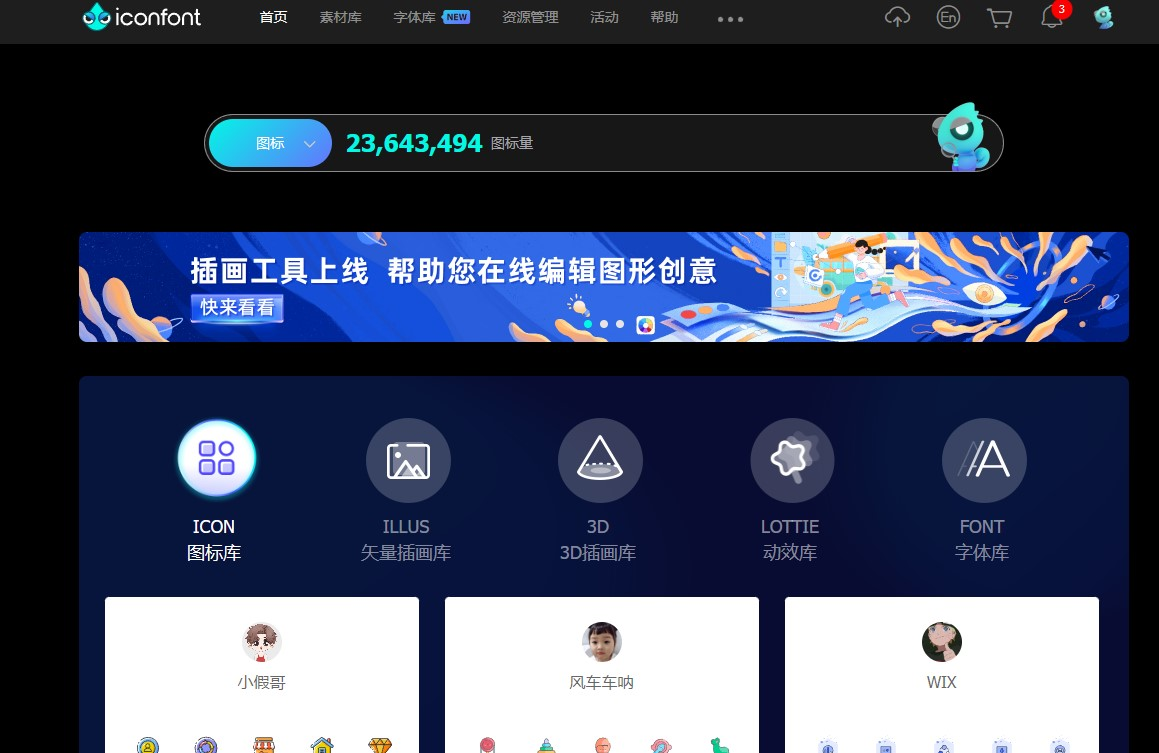 iconfont 首页 素材库 字体库 NEW 资源管理 活动 帮助 En 3
图标 23,643,494 图标量
插画工具上线 帮助您在线编辑图形创意
快来看看
ICON ILLUS 3D LOTTIE FONT
图标库 矢量插画库 3D插画库 动效库 字体库
小假哥 风车车呐 WIX